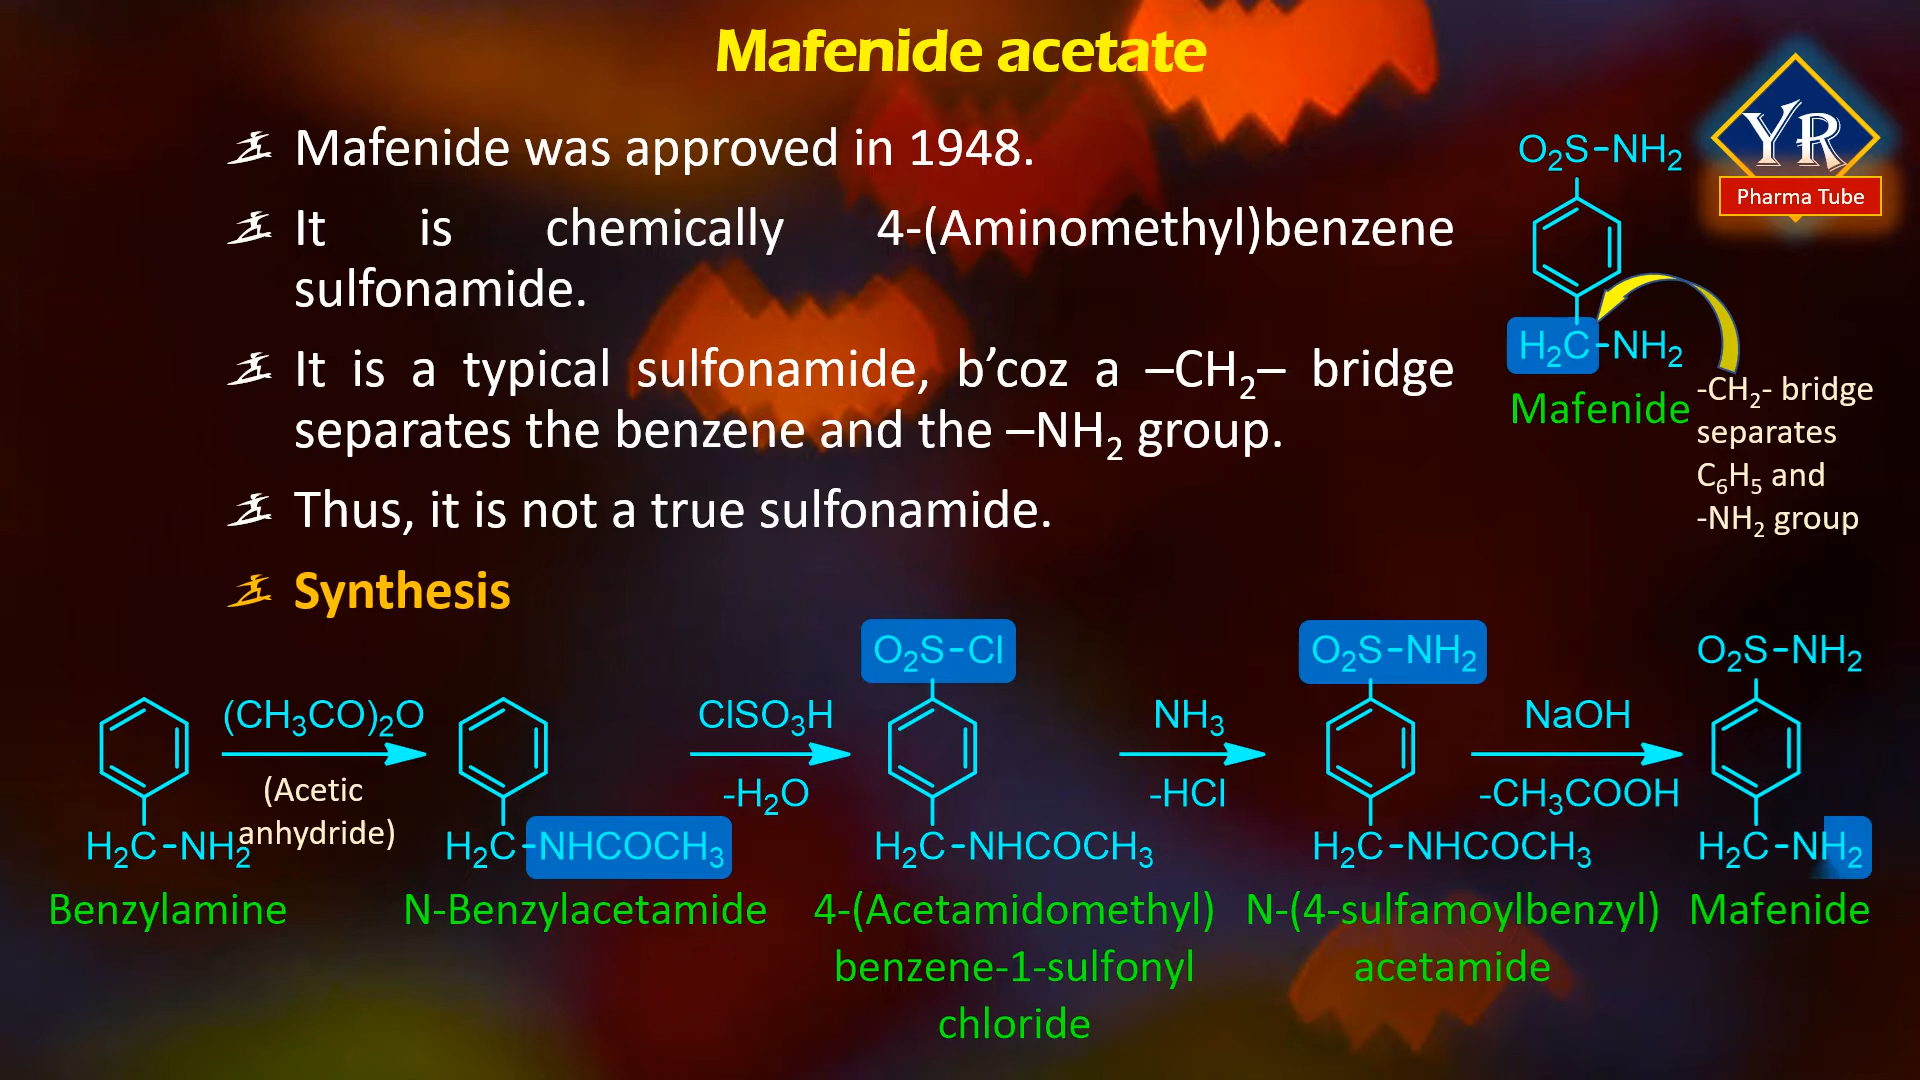 Mafenide acetate
YR
Pharma Tube
Mafenide was approved in 1948.
It is chemically 4-(Aminomethyl)benzene
sulfonamide.
It is a typical sulfonamide, b’coz a –CH₂– bridge
separates the benzene and the –NH₂ group.
Thus, it is not a true sulfonamide.
O₂S-NH₂
H₂C-NH₂
Mafenide
-CH₂- bridge
separates
C₆H₅ and
-NH₂ group
Synthesis
H₂C-NH₂
Benzylamine
(CH₃CO)₂O
(Acetic
anhydride)
H₂C-NHCOCH₃
N-Benzylacetamide
ClSO₃H
-H₂O
O₂S-Cl
H₂C-NHCOCH₃
4-(Acetamidomethyl)
benzene-1-sulfonyl
chloride
NH₃
-HCl
O₂S-NH₂
H₂C-NHCOCH₃
N-(4-sulfamoylbenzyl)
acetamide
NaOH
-CH₃COOH
O₂S-NH₂
H₂C-NH₂
Mafenide